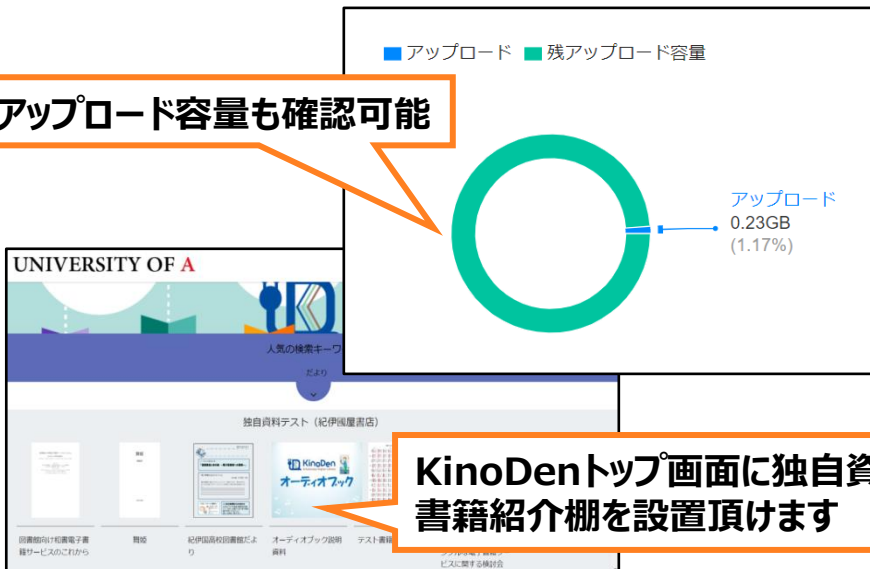 アップロード 残アップロード容量
アップロード容量も確認可能
アップロード
0.23GB
(1.17%)
UNIVERSITY OF A
人気の検索キーワ
だより
独自資料テスト（紀伊國屋書店）
KinoDen
オーディオブック
KinoDenトップ画面に独自資
書籍紹介棚を設置頂けます
図書館向け和書電子書
籍サービスのこれから
舞姫
紀伊国高校図書館だよ
り
オーディオブック説明
資料
テスト書籍
ビスに関する検討会